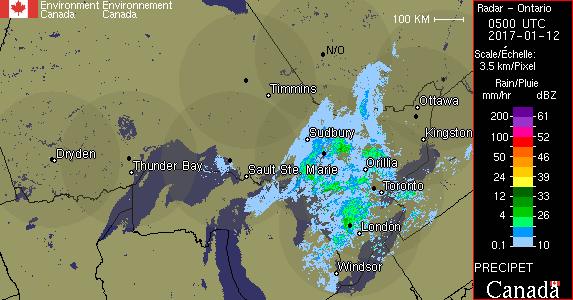 Environment Environnement
Canada Canada
100 KM
N/O
Timmins
Ottawa
Sudbury
Kingston
Dryden
Thunder Bay
Sault Ste. Marie
Orillia
Toronto
London
Windsor
Radar - Ontario
0500 UTC
2017-01-12
Scale/Échelle:
3.5 km/Pixel
Rain/Pluie
mm/hr dBZ
200 61
100 52
50 46
24 39
12 33
4 26
0.1 10
PRECIPET
Canada